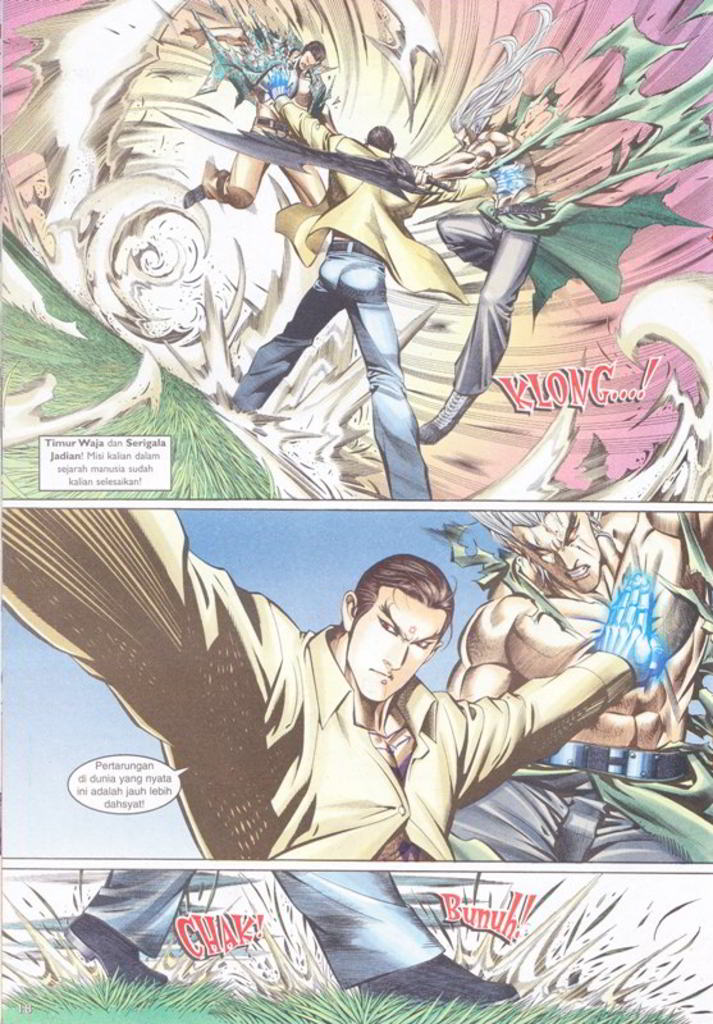 KLONG....!
Timur Waja dan Serigala
Jadian! Misi kalian dalam
sejarah manusia sudah
kalian selesaikan!
Pertarungan
di dunia yang nyata
ini adalah jauh lebih
dahsyat!
CHAK!
Bunuh!!
18